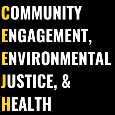 COMMUNITY
ENGAGEMENT,
ENVIRONMENTAL
JUSTICE, &
HEALTH